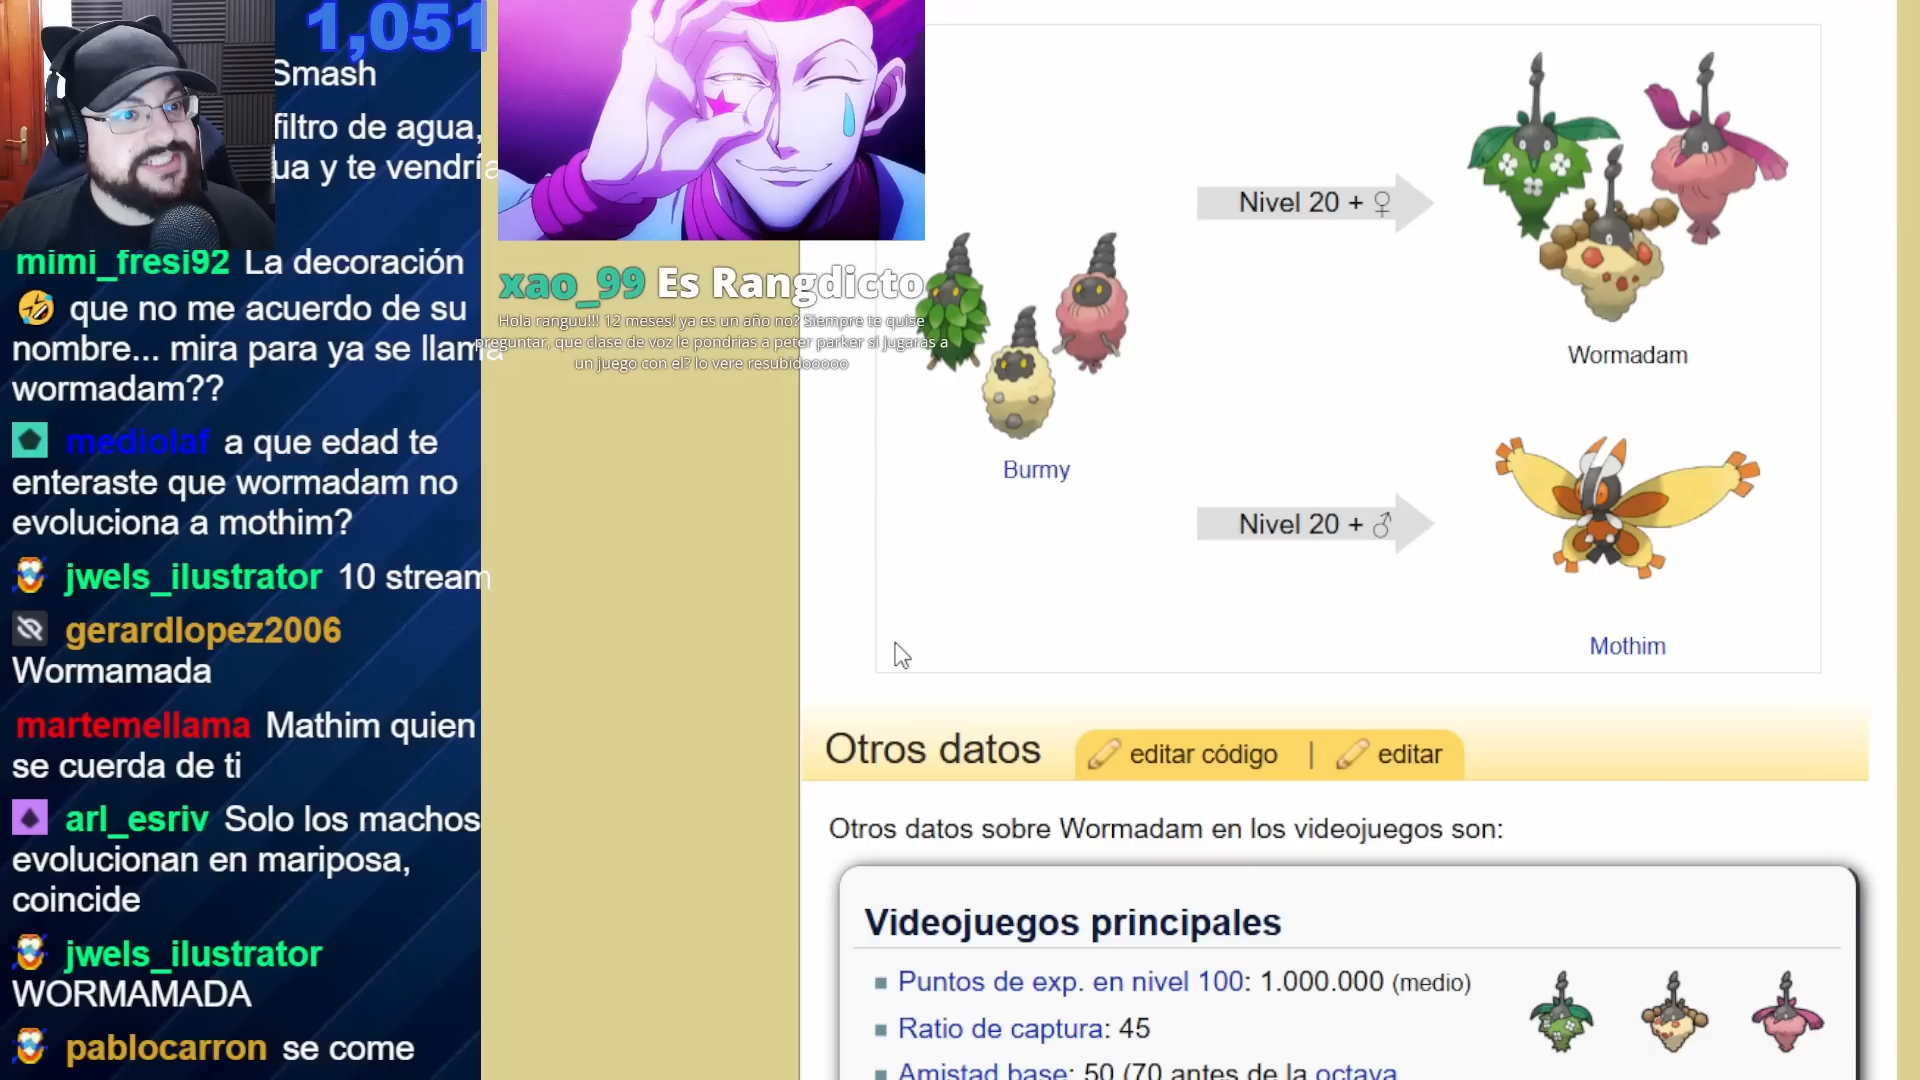 1,051
Smash
filtro de agua,
ua y te vendría
mimi_fresi92 La decoración
que no me acuerdo de su
nombre... mira para ya se llama
wormadam??
mediolaf a que edad te
enteraste que wormadam no
evoluciona a mothim?
jwels_ilustrator 10 stream
gerardlopez2006
Wormamada
martemellama Mathim quien
se cuerda de ti
arl_esriv Solo los machos
evolucionan en mariposa,
coincide
jwels_ilustrator
WORMAMADA
pablocarron se come
xao_99 Es Rangdicto
Hola ranguu!!! 12 meses! ya es un año no? Siempre te quise
preguntar, que clase de voz le pondrias a peter parker si jugaras a
un juego con el? lo vere resubidooooo
Nivel 20 + ♀
Wormadam
Burmy
Nivel 20 + ♂
Mothim
Otros datos editar código | editar
Otros datos sobre Wormadam en los videojuegos son:
Videojuegos principales
Puntos de exp. en nivel 100: 1.000.000 (medio)
Ratio de captura: 45
Amistad base: 50 (70 antes de la octava